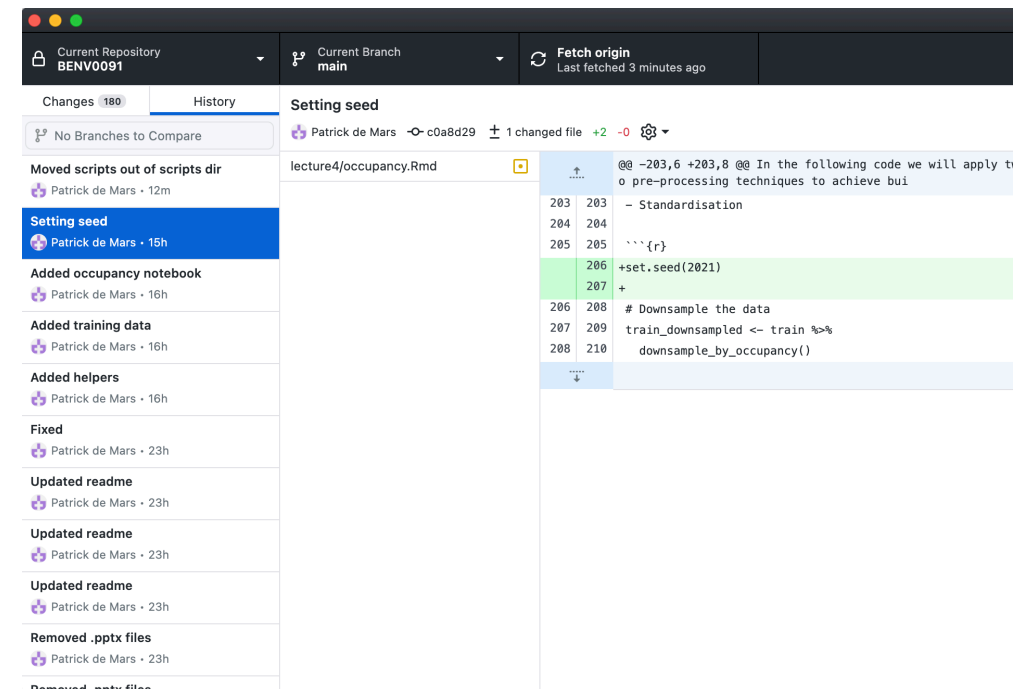 Current Repository
BENV0091
Current Branch
main
Fetch origin
Last fetched 3 minutes ago
Changes 180
History
No Branches to Compare
Moved scripts out of scripts dir
Patrick de Mars • 12m
Setting seed
Patrick de Mars • 15h
Added occupancy notebook
Patrick de Mars • 16h
Added training data
Patrick de Mars • 16h
Added helpers
Patrick de Mars • 16h
Fixed
Patrick de Mars • 23h
Updated readme
Patrick de Mars • 23h
Updated readme
Patrick de Mars • 23h
Updated readme
Patrick de Mars • 23h
Removed .pptx files
Patrick de Mars • 23h
Removed .pptx files
Setting seed
Patrick de Mars c0a8d29 1 changed file +2 -0
lecture4/occupancy.Rmd
@@ -203,6 +203,8 @@ In the following code we will apply tw
o pre-processing techniques to achieve bui
203 203 - Standardisation
204 204
205 205 ```{r}
206 +set.seed(2021)
207 +
206 208 # Downsample the data
207 209 train_downsampled <- train %>%
208 210 downsample_by_occupancy()